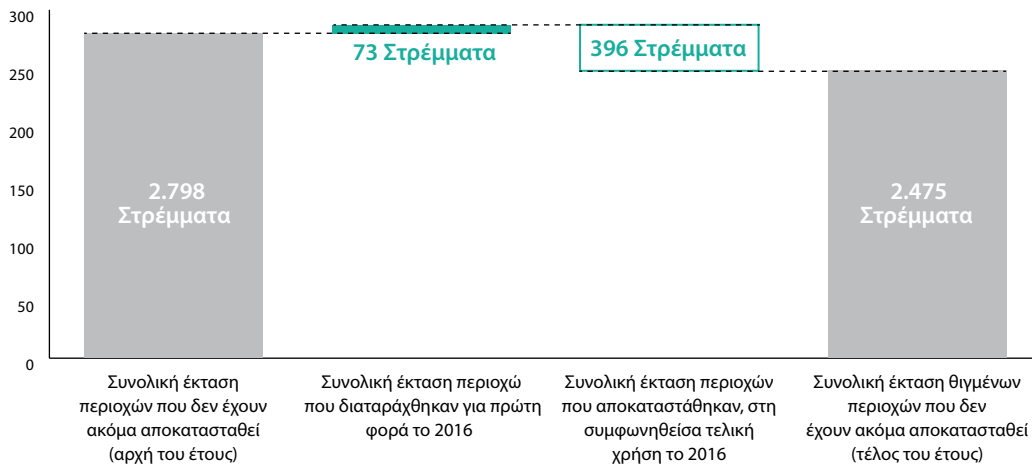 300
250
200
150
100
50
0
2.798
Στρέμματα
73 Στρέμματα
396 Στρέμματα
2.475
Στρέμματα
Συνολική έκταση
περιοχών που δεν έχουν
ακόμα αποκατασταθεί
(αρχή του έτους)
Συνολική έκταση περιοχώ
που διαταράχθηκαν για πρώτη
φορά το 2016
Συνολική έκταση περιοχών
που αποκαταστάθηκαν, στη
συμφωνηθείσα τελική
χρήση το 2016
Συνολική έκταση θιγμένων
περιοχών που δεν
έχουν ακόμα αποκατασταθεί
(τέλος του έτους)